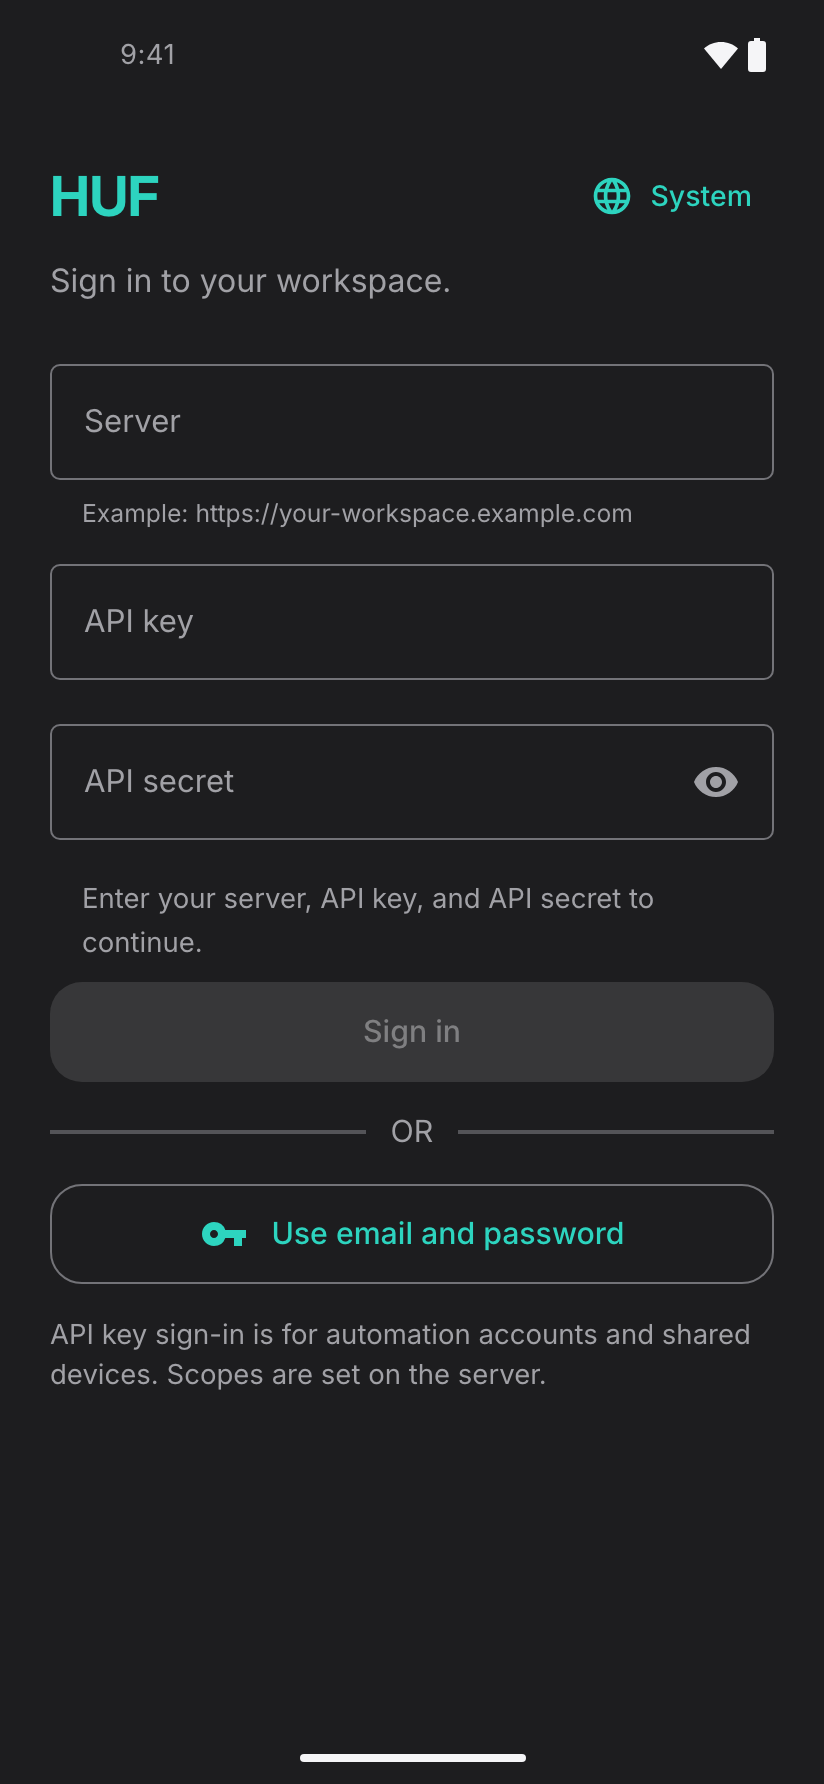 9:41
HUF
System
Sign in to your workspace.
Server
Example: https://your-workspace.example.com
API key
API secret
Enter your server, API key, and API secret to
continue.
Sign in
OR
Use email and password
API key sign-in is for automation accounts and shared
devices. Scopes are set on the server.